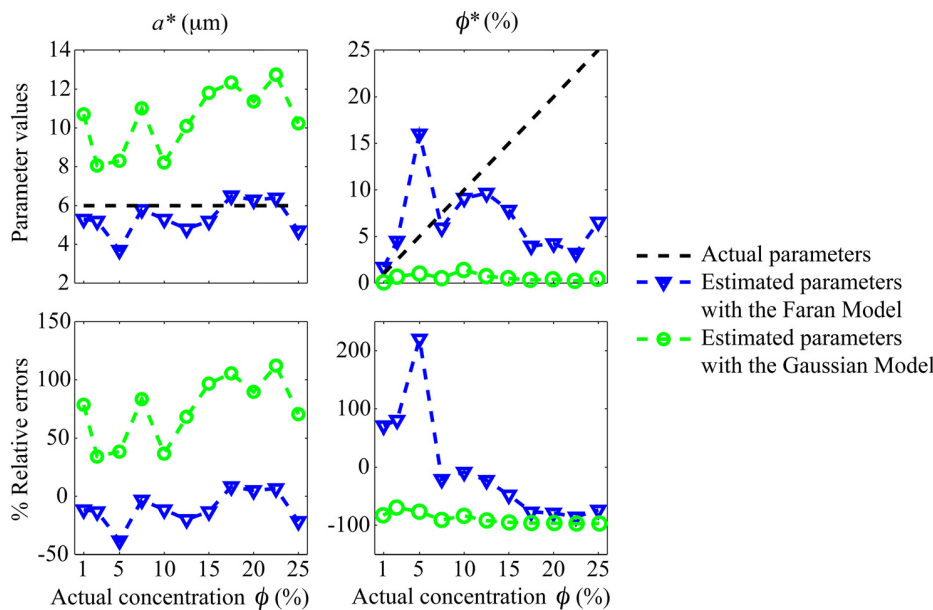 a* (μm)
ϕ* (%)
14
12
10
8
6
4
2
Parameter values
25
20
15
10
5
0
Actual parameters
Estimated parameters
with the Faran Model
Estimated parameters
with the Gaussian Model
150
100
50
0
-50
% Relative errors
200
100
0
-100
1 5 10 15 20 25
1 5 10 15 20 25
Actual concentration ϕ (%)
Actual concentration ϕ (%)